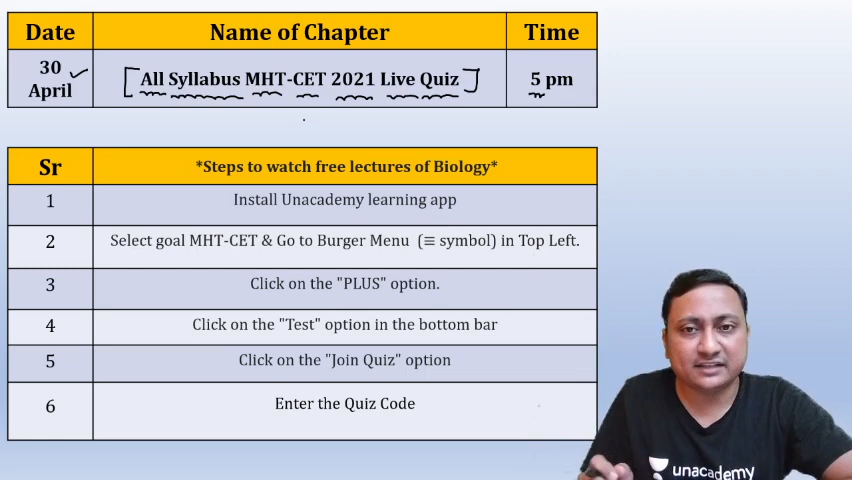 Date Name of Chapter Time
30
April
All Syllabus MHT-CET 2021 Live Quiz
5 pm
Sr *Steps to watch free lectures of Biology*
1 Install Unacademy learning app
2 Select goal MHT-CET & Go to Burger Menu (≡ symbol) in Top Left.
3 Click on the "PLUS" option.
4 Click on the "Test" option in the bottom bar
5 Click on the "Join Quiz" option
6 Enter the Quiz Code
unacademy